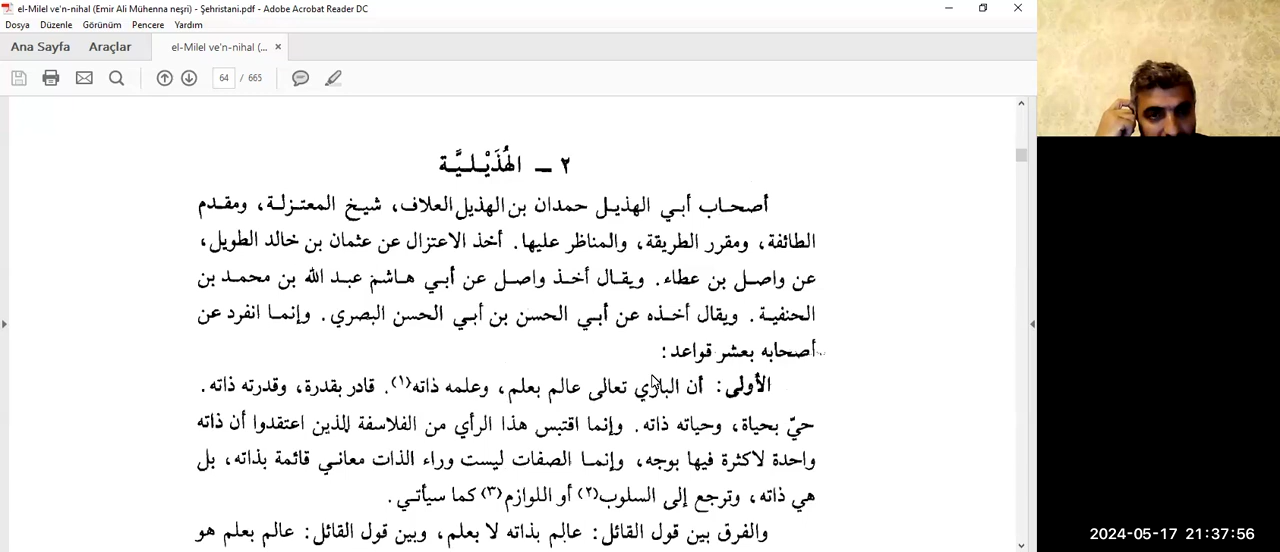 el-Milel ve'n-nihal (Emir Ali Mühenna neşri) - Şehristani.pdf - Adobe Acrobat Reader DC
Dosya Düzenle Görünüm Pencere Yardım
Ana Sayfa Araçlar el-Milel ve'n-nihal (... ×
64 / 665
٢ ـ الهُذَيْلِيَّة
أصحاب أبي الهذيل حمدان بن الهذيل العلاف، شيخ المعتزلة، ومقدم
الطائفة، ومقرر الطريقة، والمناظر عليها. أخذ الاعتزال عن عثمان بن خالد الطويل،
عن واصل بن عطاء. ويقال أخذ واصل عن أبي هاشم عبد الله بن محمد بن
الحنفية. ويقال أخذه عن أبي الحسن بن أبي الحسن البصري. وإنما انفرد عن
أصحابه بعشر قواعد:
الأولى: أن الباري تعالى عالم بعلم، وعلمه ذاته(١). قادر بقدرة، وقدرته ذاته.
حيّ بحياة، وحياته ذاته. وإنما اقتبس هذا الرأي من الفلاسفة الذين اعتقدوا أن ذاته
واحدة لاكثرة فيها بوجه، وإنما الصفات ليست وراء الذات معاني قائمة بذاته، بل
هي ذاته، وترجع إلى السلوب(٢) أو اللوازم(٣) كما سيأتي.
والفرق بين قول القائل: عالم بذاته لا بعلم، وبين قول القائل: عالم بعلم هو
2024-05-17 21:37:56